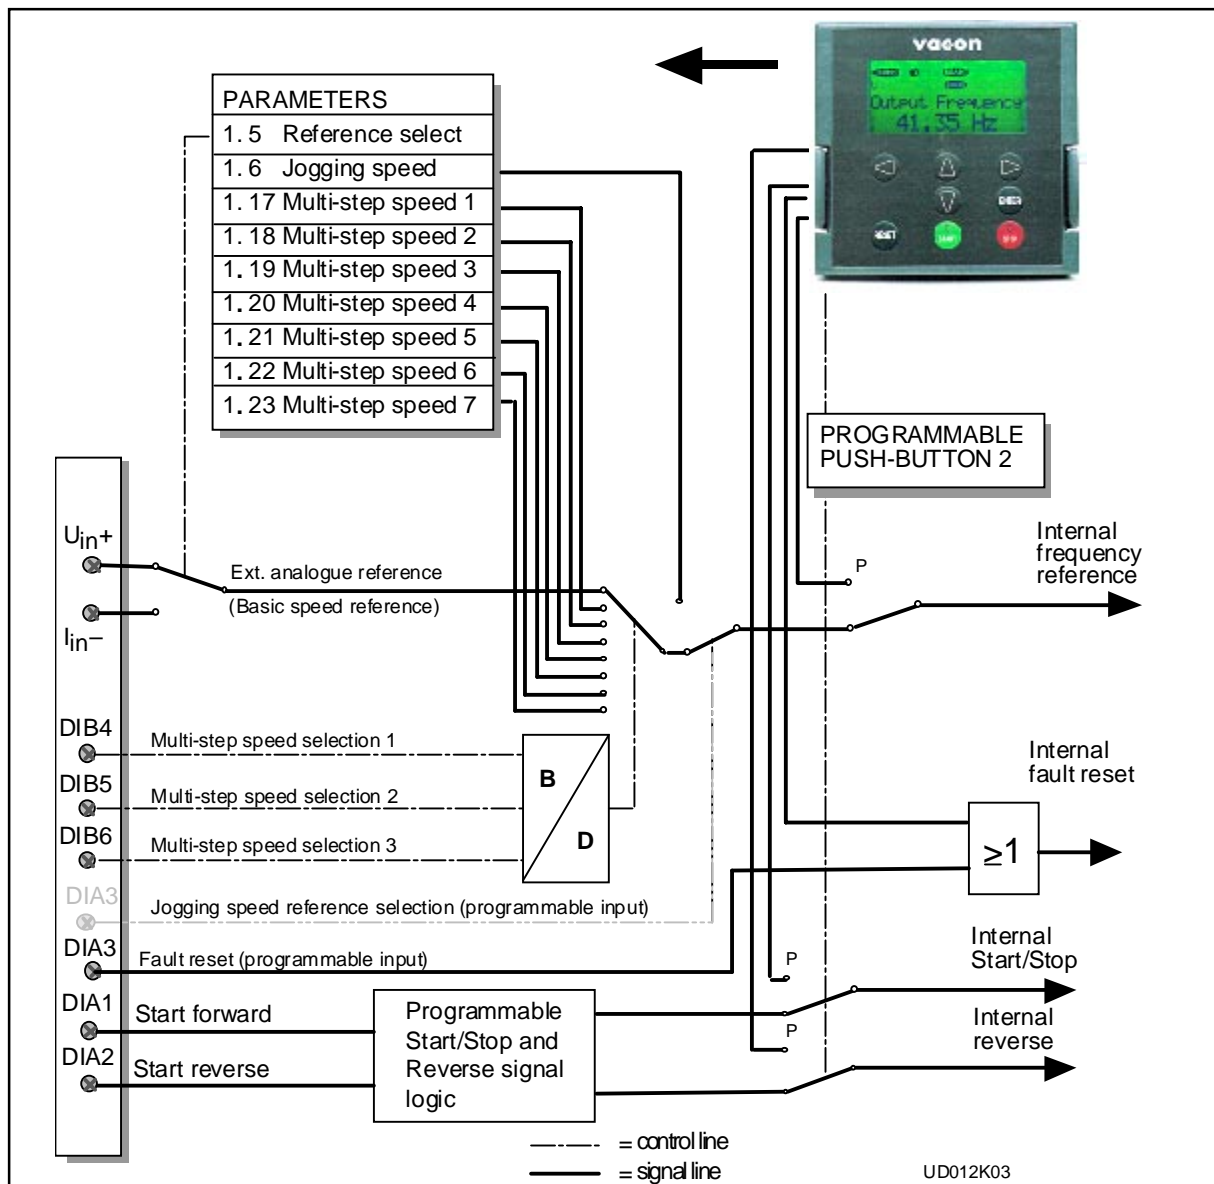 vacon
Output Frequency
41.35 Hz
ENTER
RESET
PARAMETERS
1. 5 Reference select
1. 6 Jogging speed
1. 17 Multi-step speed 1
1. 18 Multi-step speed 2
1. 19 Multi-step speed 3
1. 20 Multi-step speed 4
1. 21 Multi-step speed 5
1. 22 Multi-step speed 6
1. 23 Multi-step speed 7
PROGRAMMABLE
PUSH-BUTTON 2
Uin+
Ext. analogue reference
(Basic speed reference)
Iin−
P
Internal
frequency
reference
DIB4
Multi-step speed selection 1
DIB5
Multi-step speed selection 2
DIB6
Multi-step speed selection 3
B
D
Internal
fault reset
≥1
DIA3
Jogging speed reference selection (programmable input)
DIA3
Fault reset (programmable input)
P
Internal
Start/Stop
DIA1
Start forward
DIA2
Start reverse
Programmable
Start/Stop and
Reverse signal
logic
P
Internal
reverse
= control line
= signal line
UD012K03